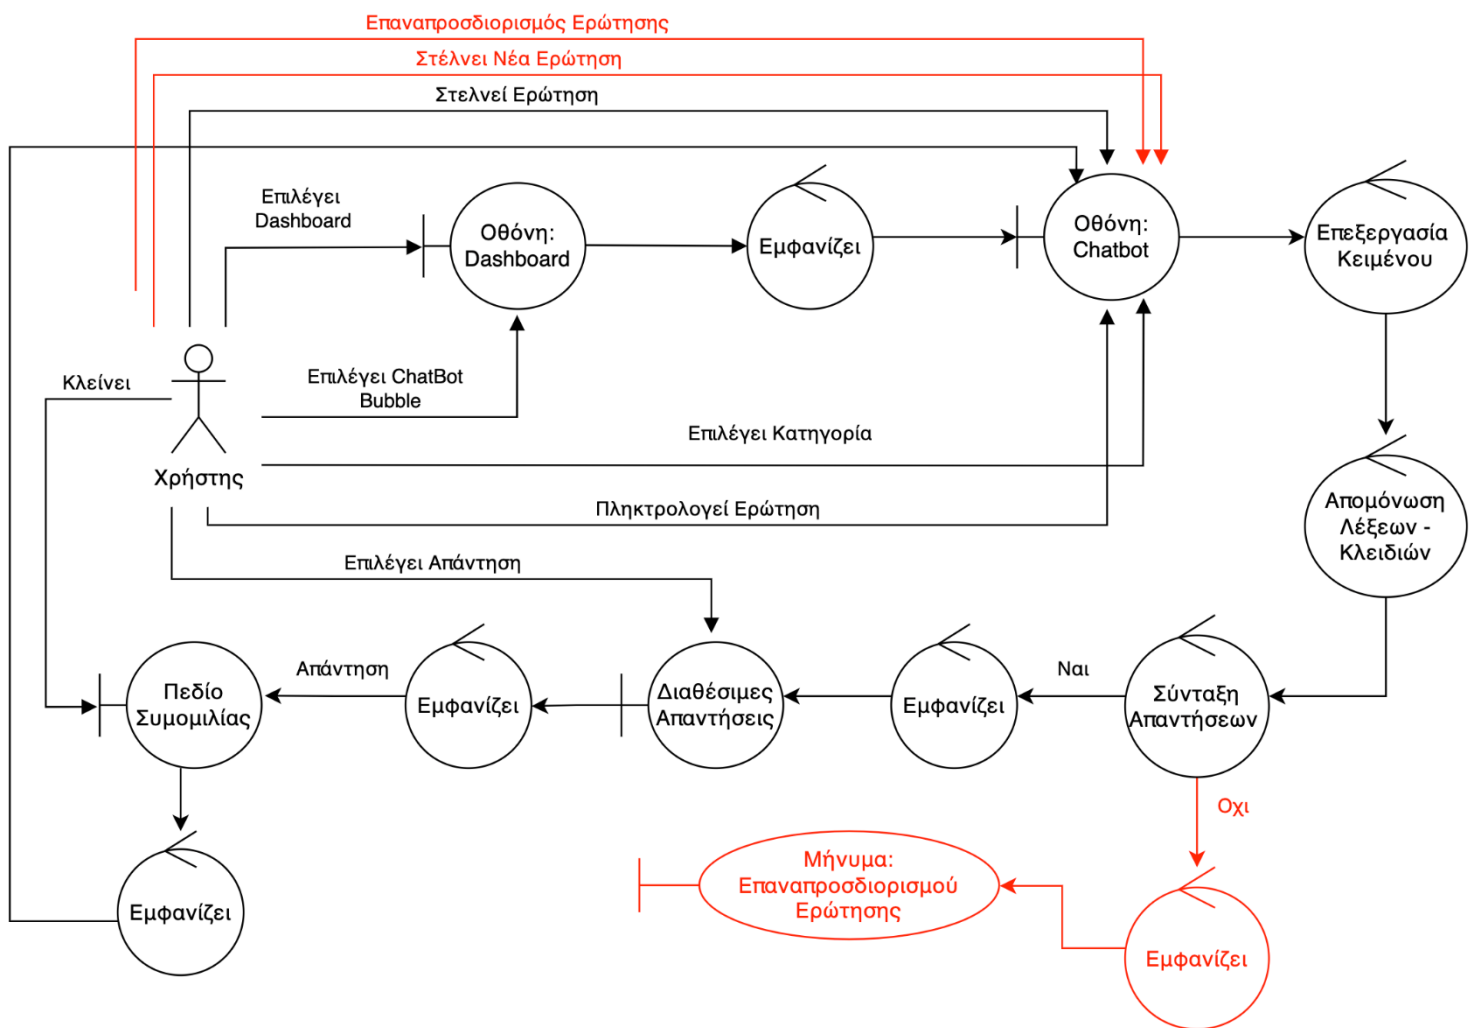 Επαναπροσδιορισμός Ερώτησης
Στέλνει Νέα Ερώτηση
Στελνεί Ερώτηση
Επιλέγει
Dashboard
Οθόνη:
Dashboard
Εμφανίζει
Οθόνη:
Chatbot
Επεξεργασία
Κειμένου
Κλείνει
Επιλέγει ChatBot
Bubble
Επιλέγει Κατηγορία
Χρήστης
Πληκτρολογεί Ερώτηση
Απομόνωση
Λέξεων -
Κλειδιών
Επιλέγει Απάντηση
Πεδίο
Συμομιλίας
Απάντηση
Εμφανίζει
Διαθέσιμες
Απαντήσεις
Εμφανίζει
Ναι
Σύνταξη
Απαντήσεων
Οχι
Εμφανίζει
Μήνυμα:
Επαναπροσδιορισμού
Ερώτησης
Εμφανίζει